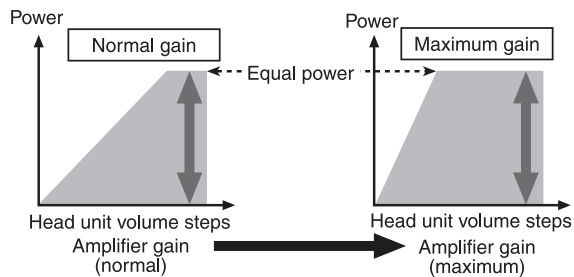 Power
Normal gain
Equal power
Head unit volume steps
Amplifier gain
(normal)
Power
Maximum gain
Head unit volume steps
Amplifier gain
(maximum)